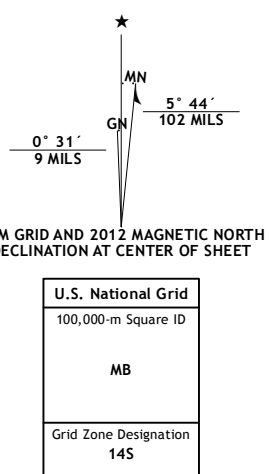 ★
MN
5° 44´
GN
102 MILS
0° 31´
9 MILS
M GRID AND 2012 MAGNETIC NORTH
DECLINATION AT CENTER OF SHEET
U.S. National Grid
100,000-m Square ID
MB
Grid Zone Designation
14S